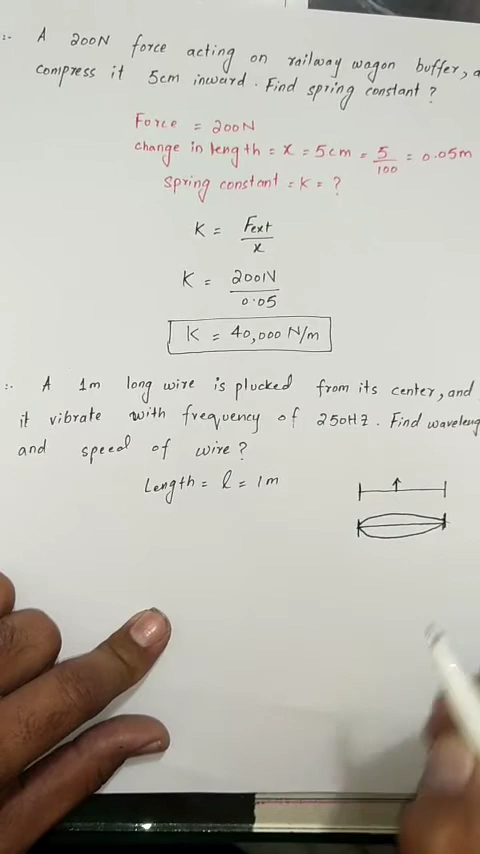 :- A 200N force acting on railway wagon buffer,
compress it 5cm inward. Find spring constant?
Force = 200N
change in length = x = 5cm = 5/100 = 0.05m
Spring constant = K = ?
K = Fext/x
K = 200N/0.05
K = 40,000 N/m
:- A 1m long wire is plucked from its center, and
it vibrate with frequency of 250HZ. Find waveleng
and speed of wire?
Length = l = 1m